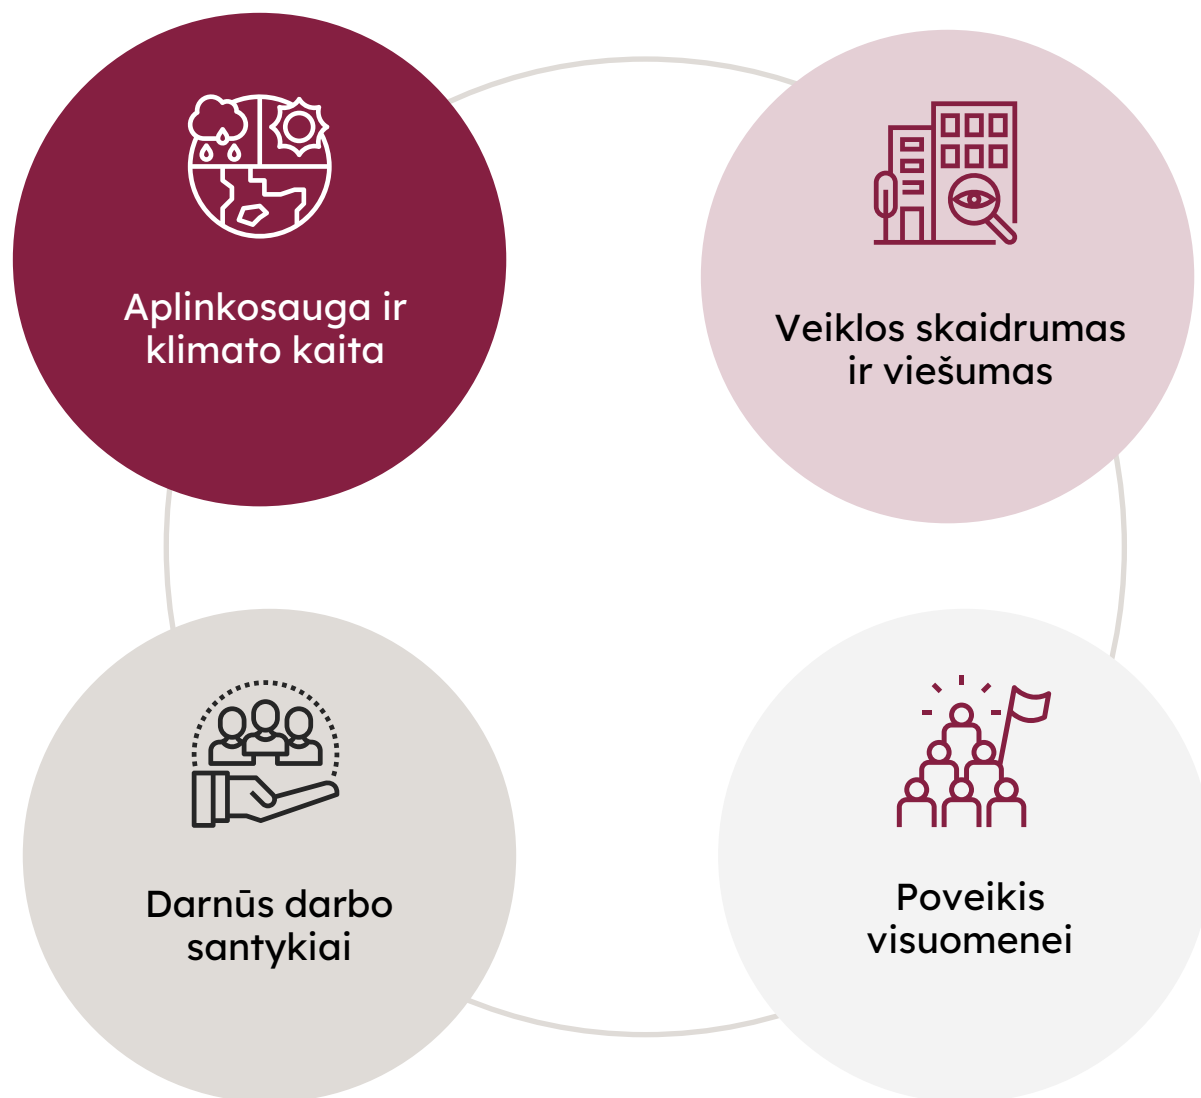 Aplinkosauga ir
klimato kaita
Veiklos skaidrumas
ir viešumas
Darnūs darbo
santykiai
Poveikis
visuomenei